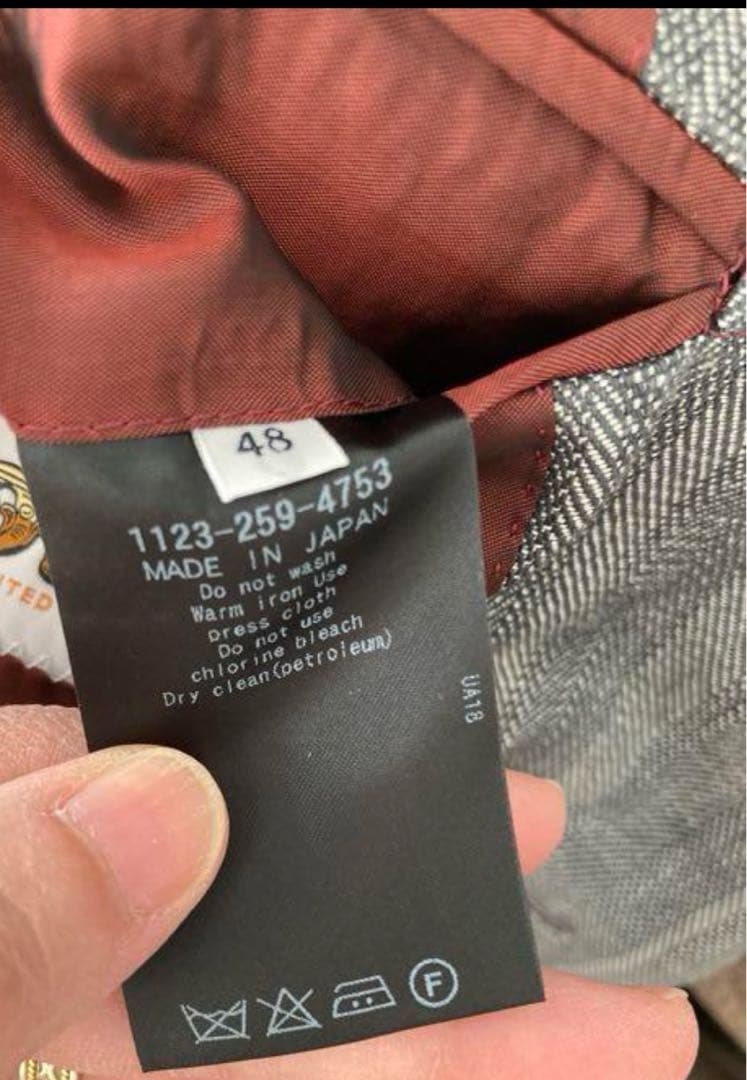 48
1123-259-4753
MADE IN JAPAN
Do not wash
Warm iron Use
press cloth
Do not use
chlorine bleach
Dry clean(petroleum)
UA18
F